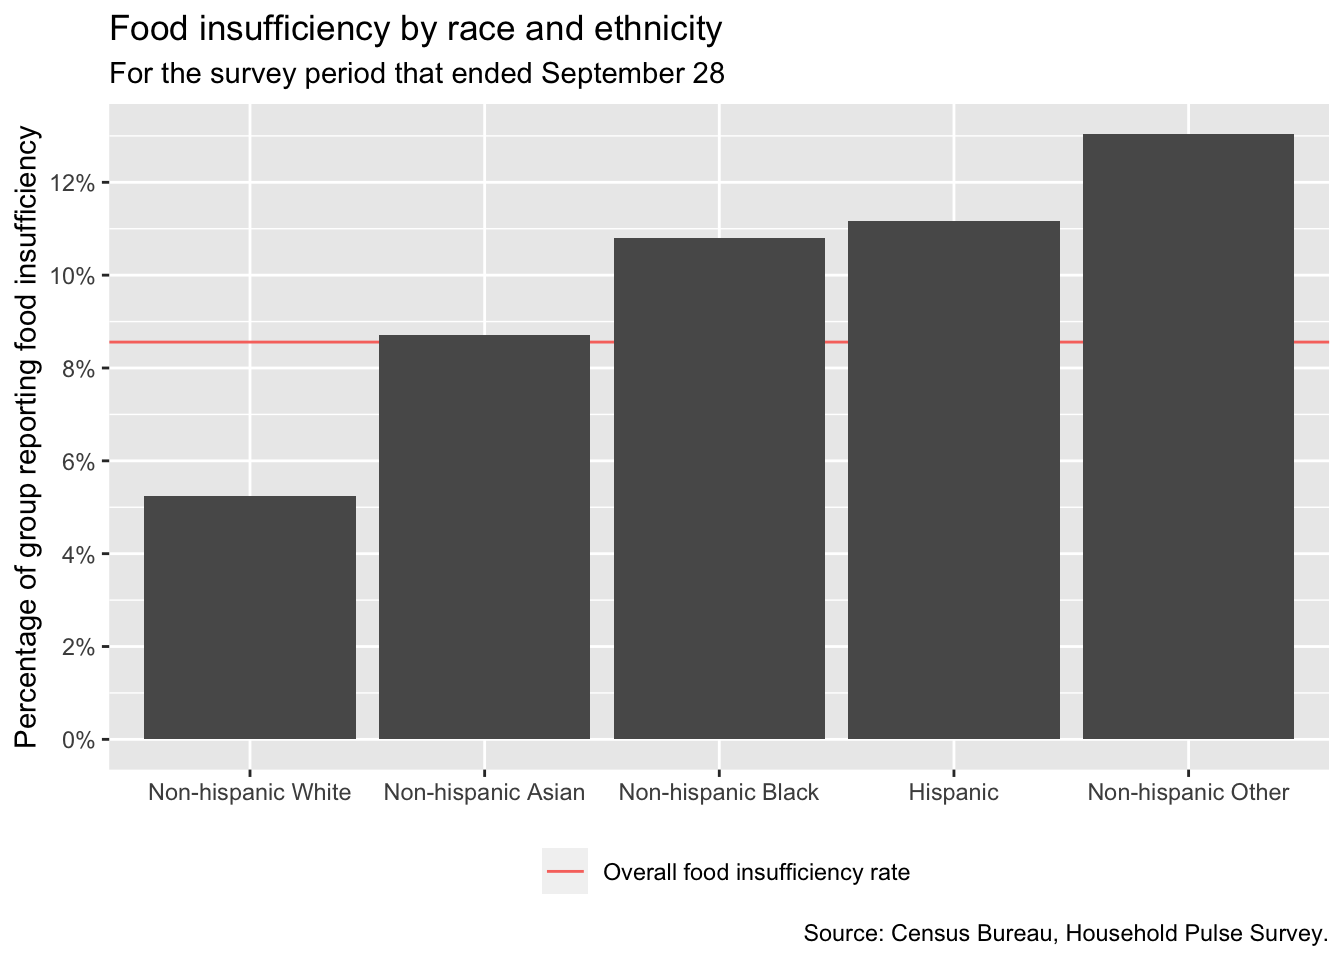 Food insufficiency by race and ethnicity
For the survey period that ended September 28
Percentage of group reporting food insufficiency
12%
10%
8%
6%
4%
2%
0%
Non-hispanic White Non-hispanic Asian Non-hispanic Black Hispanic Non-hispanic Other
Overall food insufficiency rate
Source: Census Bureau, Household Pulse Survey.